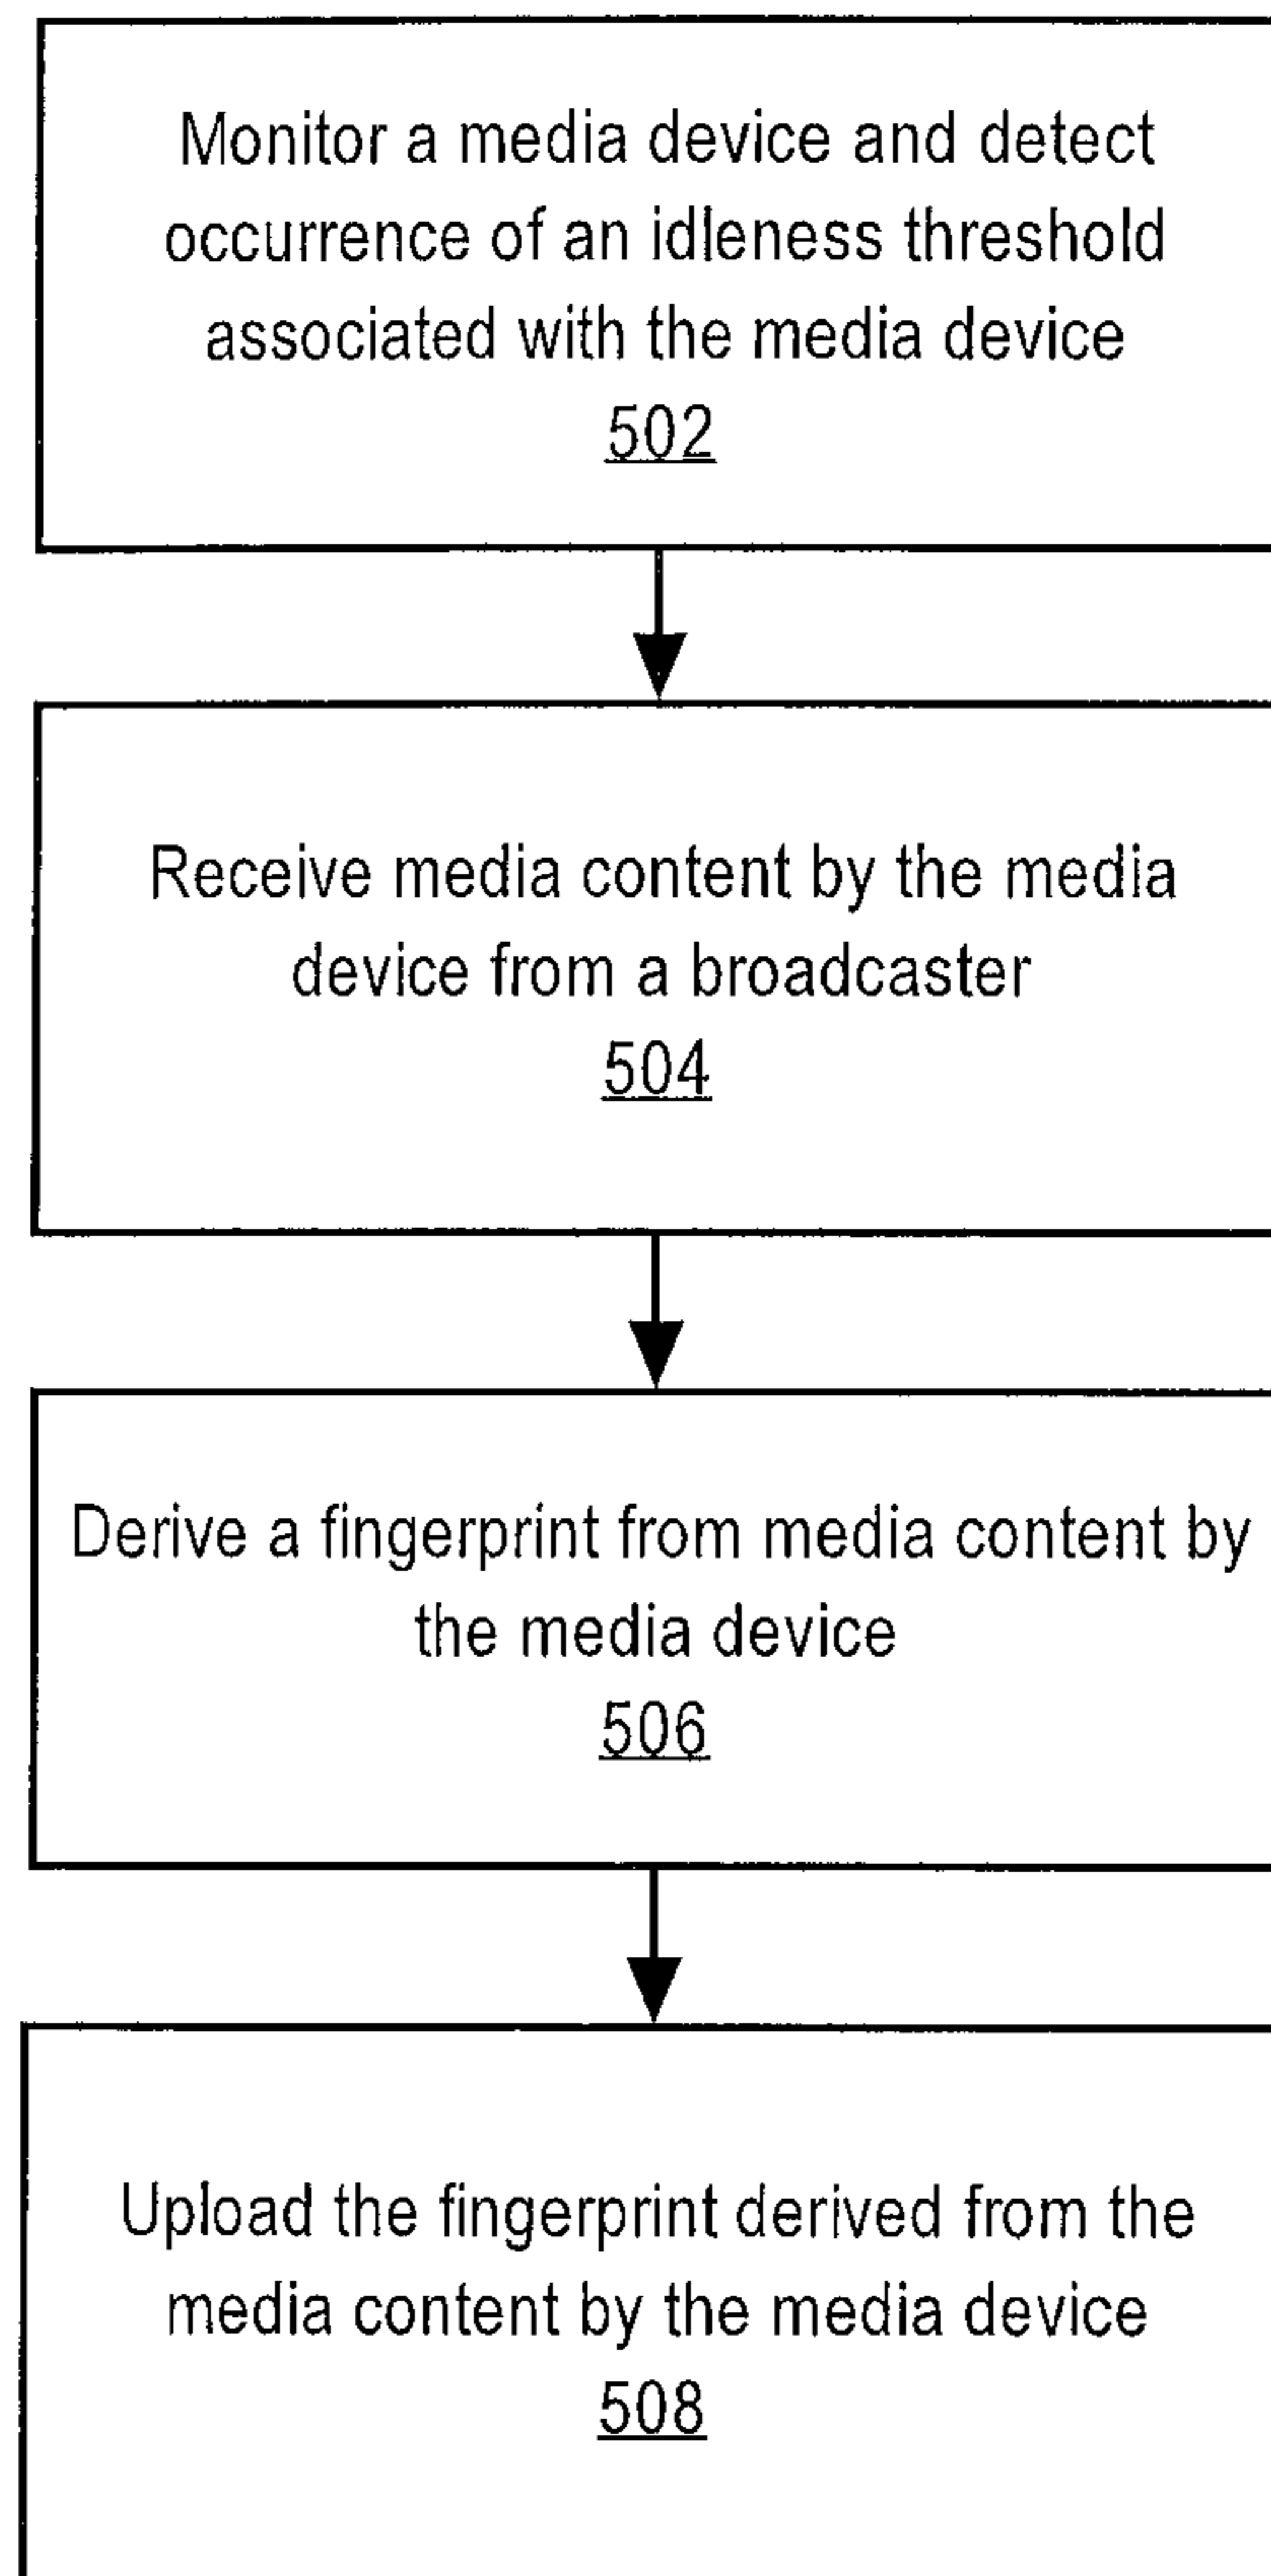 Monitor a media device and detect
occurrence of an idleness threshold
associated with the media device
502
Receive media content by the media
device from a broadcaster
504
Derive a fingerprint from media content by
the media device
506
Upload the fingerprint derived from the
media content by the media device
508